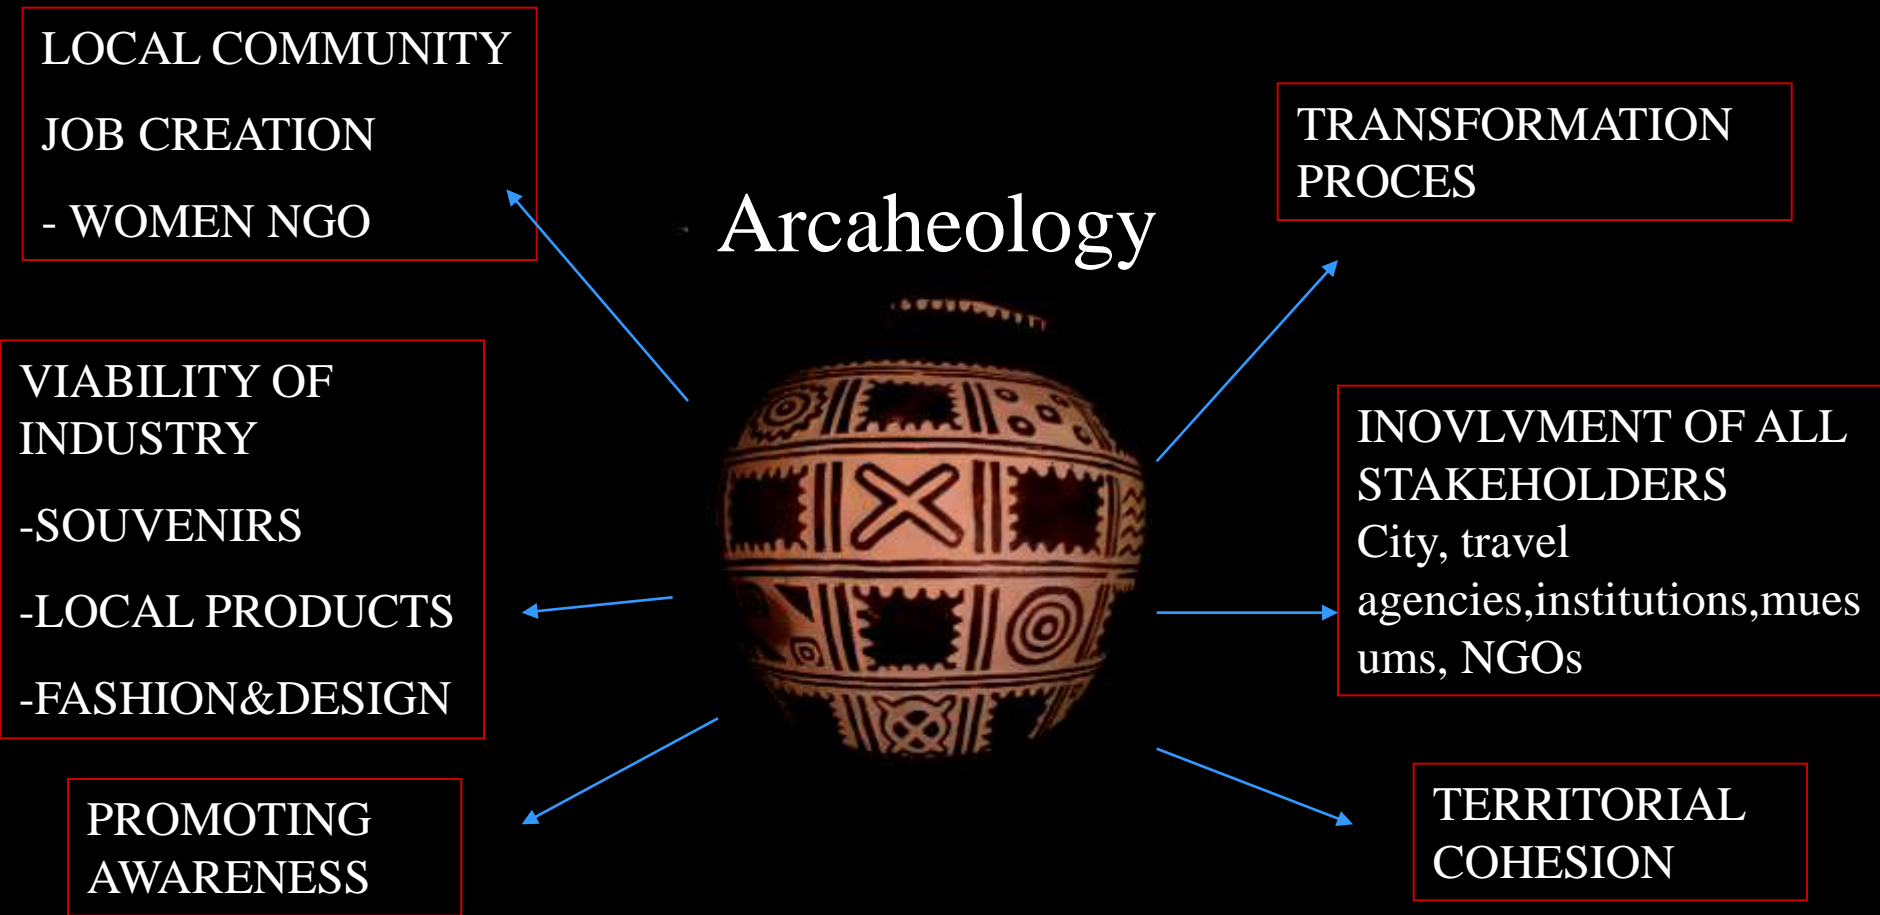 LOCAL COMMUNITY
JOB CREATION
- WOMEN NGO
Arcaheology
TRANSFORMATION
PROCES
VIABILITY OF
INDUSTRY
-SOUVENIRS
-LOCAL PRODUCTS
-FASHION&DESIGN
INOVLVMENT OF ALL
STAKEHOLDERS
City, travel
agencies,institutions,mues
ums, NGOs
PROMOTING
AWARENESS
TERRITORIAL
COHESION